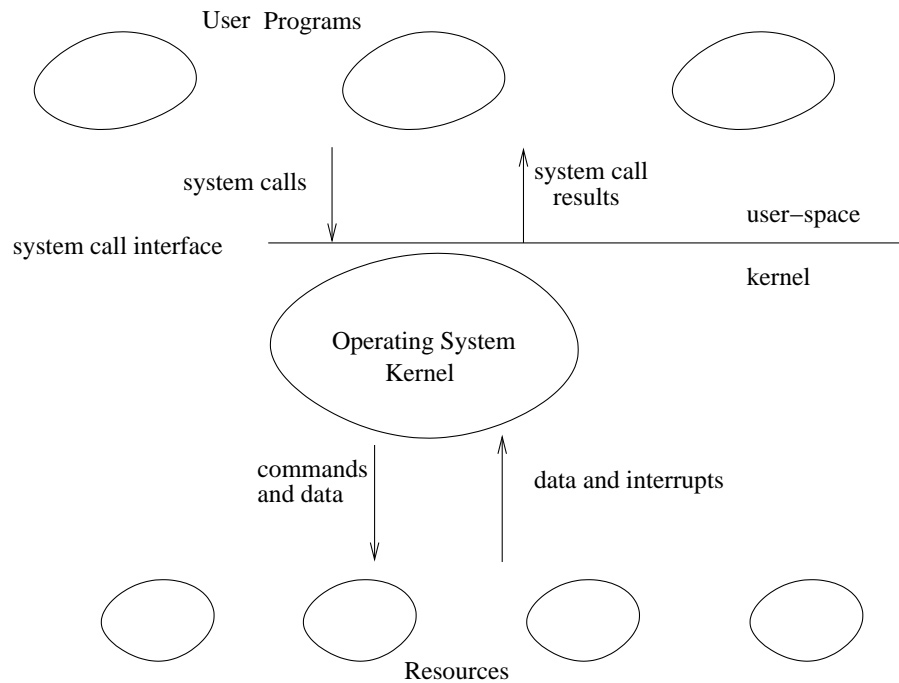 User Programs
system calls
system call
results
user−space
system call interface
kernel
Operating System
Kernel
commands
and data
data and interrupts
Resources